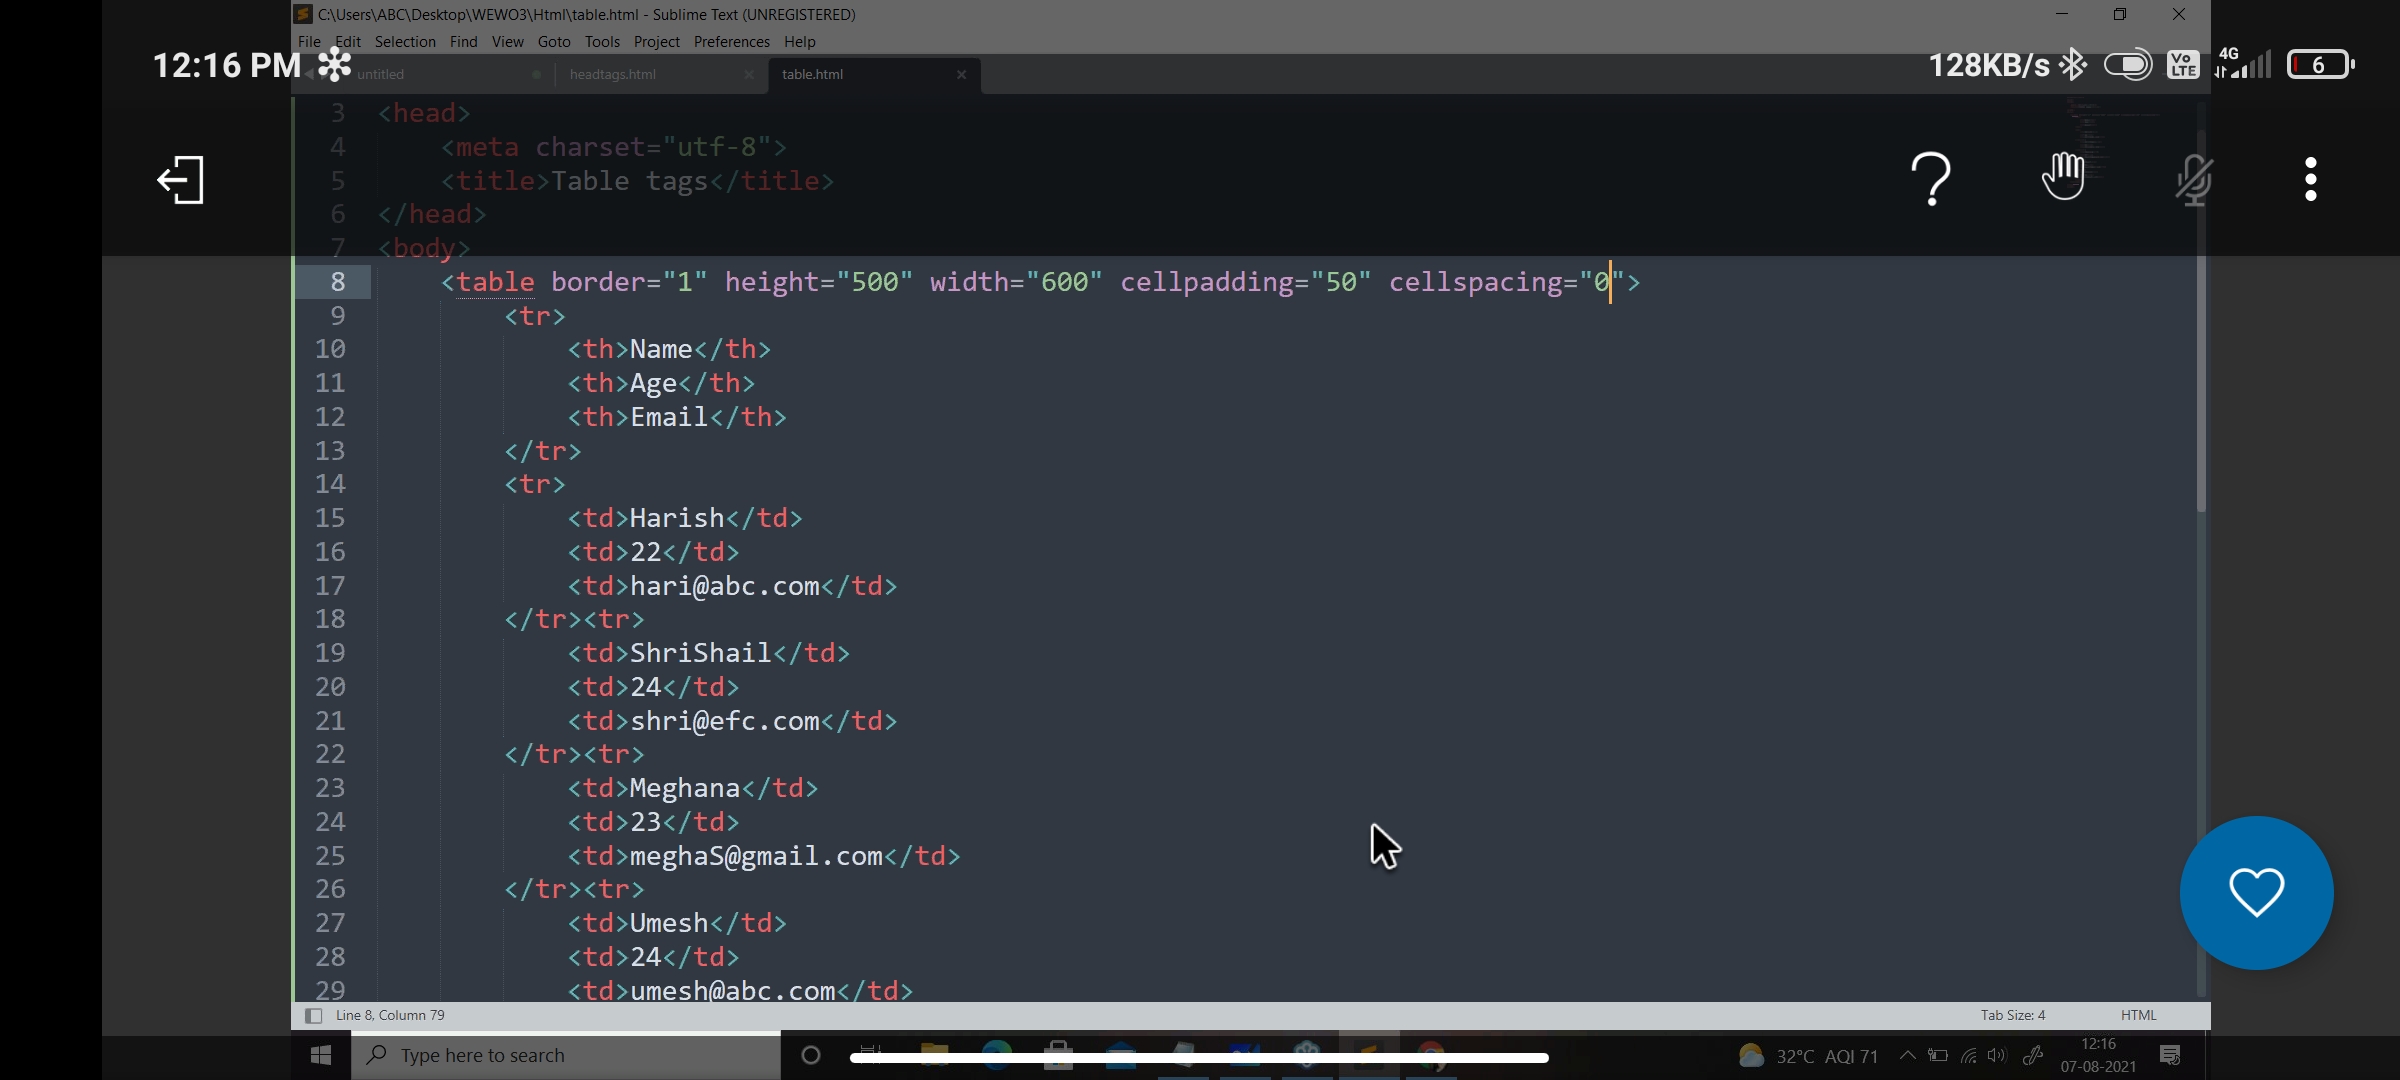 C:\Users\ABC\Desktop\WEWO3\Html\table.html - Sublime Text (UNREGISTERED)
File Edit Selection Find View Goto Tools Project Preferences Help
12:16 PM
128KB/s
Vo LTE
4G
6
untitled
headtags.html
table.html
3 <head>
4 <meta charset="utf-8">
5 <title>Table tags</title>
6 </head>
7 <body>
8 <table border="1" height="500" width="600" cellpadding="50" cellspacing="0">
9 <tr>
10 <th>Name</th>
11 <th>Age</th>
12 <th>Email</th>
13 </tr>
14 <tr>
15 <td>Harish</td>
16 <td>22</td>
17 <td>hari@abc.com</td>
18 </tr><tr>
19 <td>ShriShail</td>
20 <td>24</td>
21 <td>shri@efc.com</td>
22 </tr><tr>
23 <td>Meghana</td>
24 <td>23</td>
25 <td>meghaS@gmail.com</td>
26 </tr><tr>
27 <td>Umesh</td>
28 <td>24</td>
29 <td>umesh@abc.com</td>
Line 8, Column 79
Tab Size: 4
HTML
Type here to search
32°C AQI 71
12:16
07-08-2021